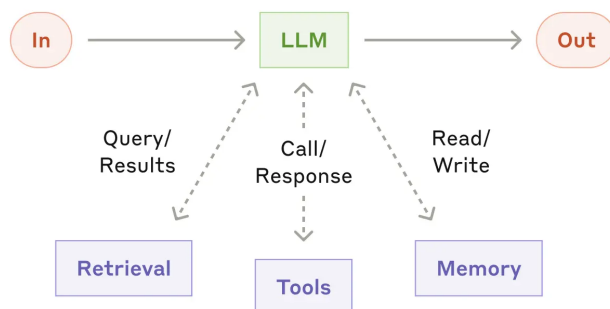 In
LLM
Out
Query/
Results
Call/
Response
Read/
Write
Retrieval
Tools
Memory